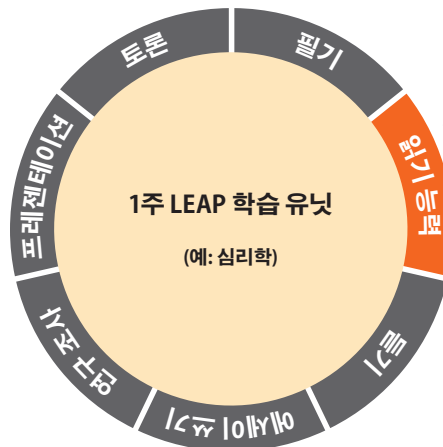 토론
필기
읽기 능력
듣기
에세이 쓰기
연구 조사
프레젠테이션
1주 LEAP 학습 유닛
(예: 심리학)